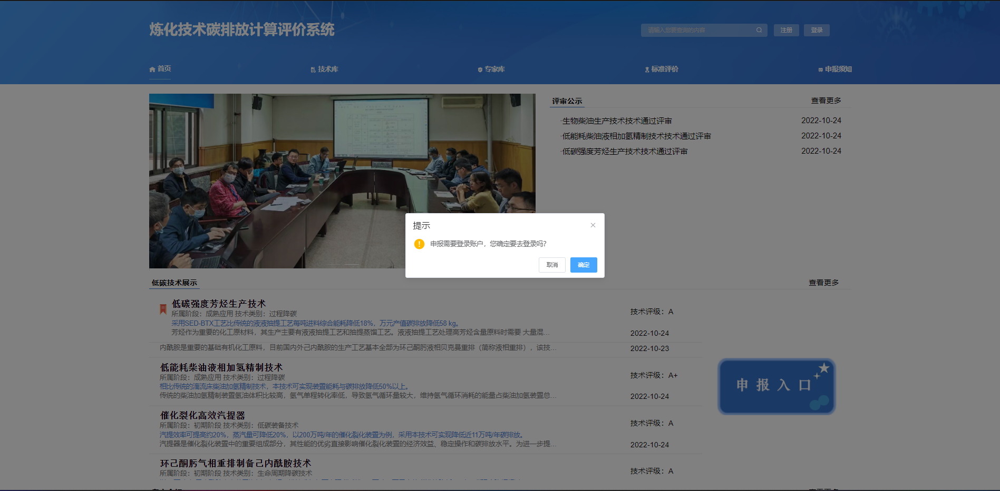 炼化技术碳排放计算评价系统
请输入您要查询的内容
注册
登录
首页
技术库
专家库
标准评价
申报须知
评审公示
查看更多
·生物柴油生产技术技术通过评审
2022-10-24
·低能耗柴油液相加氢精制技术技术通过评审
2022-10-24
·低碳强度芳烃生产技术技术通过评审
2022-10-24
提示
申报需要登录账户，您确定要去登录吗？
取消
确定
低碳技术展示
查看更多
低碳强度芳烃生产技术
所属阶段：成熟应用 技术类别：过程降碳
技术评级：A
采用SED-BTX工艺比传统的液液抽提工艺每吨进料综合能耗降低18%，万元产值碳排放降低58 kg。
芳烃作为重要的化工原材料，其生产主要有液液抽提工艺和抽提蒸馏工艺。液液抽提工艺处理高芳烃含量原料时需要 大量混...
2022-10-24
内酰胺是重要的基础有机化工原料，目前国内外己内酰胺的生产工艺基本全部为环己酮肟液相贝克曼重排（简称液相重排），该技...
2022-10-23
低能耗柴油液相加氢精制技术
所属阶段：成熟应用 技术类别：过程降碳
技术评级：A+
相比传统的滴流床柴油加氢精制技术，本技术可实现装置能耗与碳排放降低50%以上。
传统的柴油加氢精制装置氢油体积比较高，氢气单程转化率低，导致氢气循环量较大，维持氢气循环消耗的能量占柴油加氢装置总...
2022-10-24
申报入口
催化裂化高效汽提器
所属阶段：初期阶段 技术类别：低碳装备技术
技术评级：A
汽提效率可提高约20%，蒸汽量可降低20%，以200万吨/年的催化裂化装置为例，采用本技术可实现降低近11万吨/年碳排放。
汽提器是催化裂化装置中的重要组成部分，其性能的优劣直接影响催化裂化装置的经济效益、稳定操作和碳排放水平。为进一步提...
2022-10-24
环己酮肟气相重排制备己内酰胺技术
所属阶段：初期阶段 技术类别：生命周期降碳技术
技术评级：A